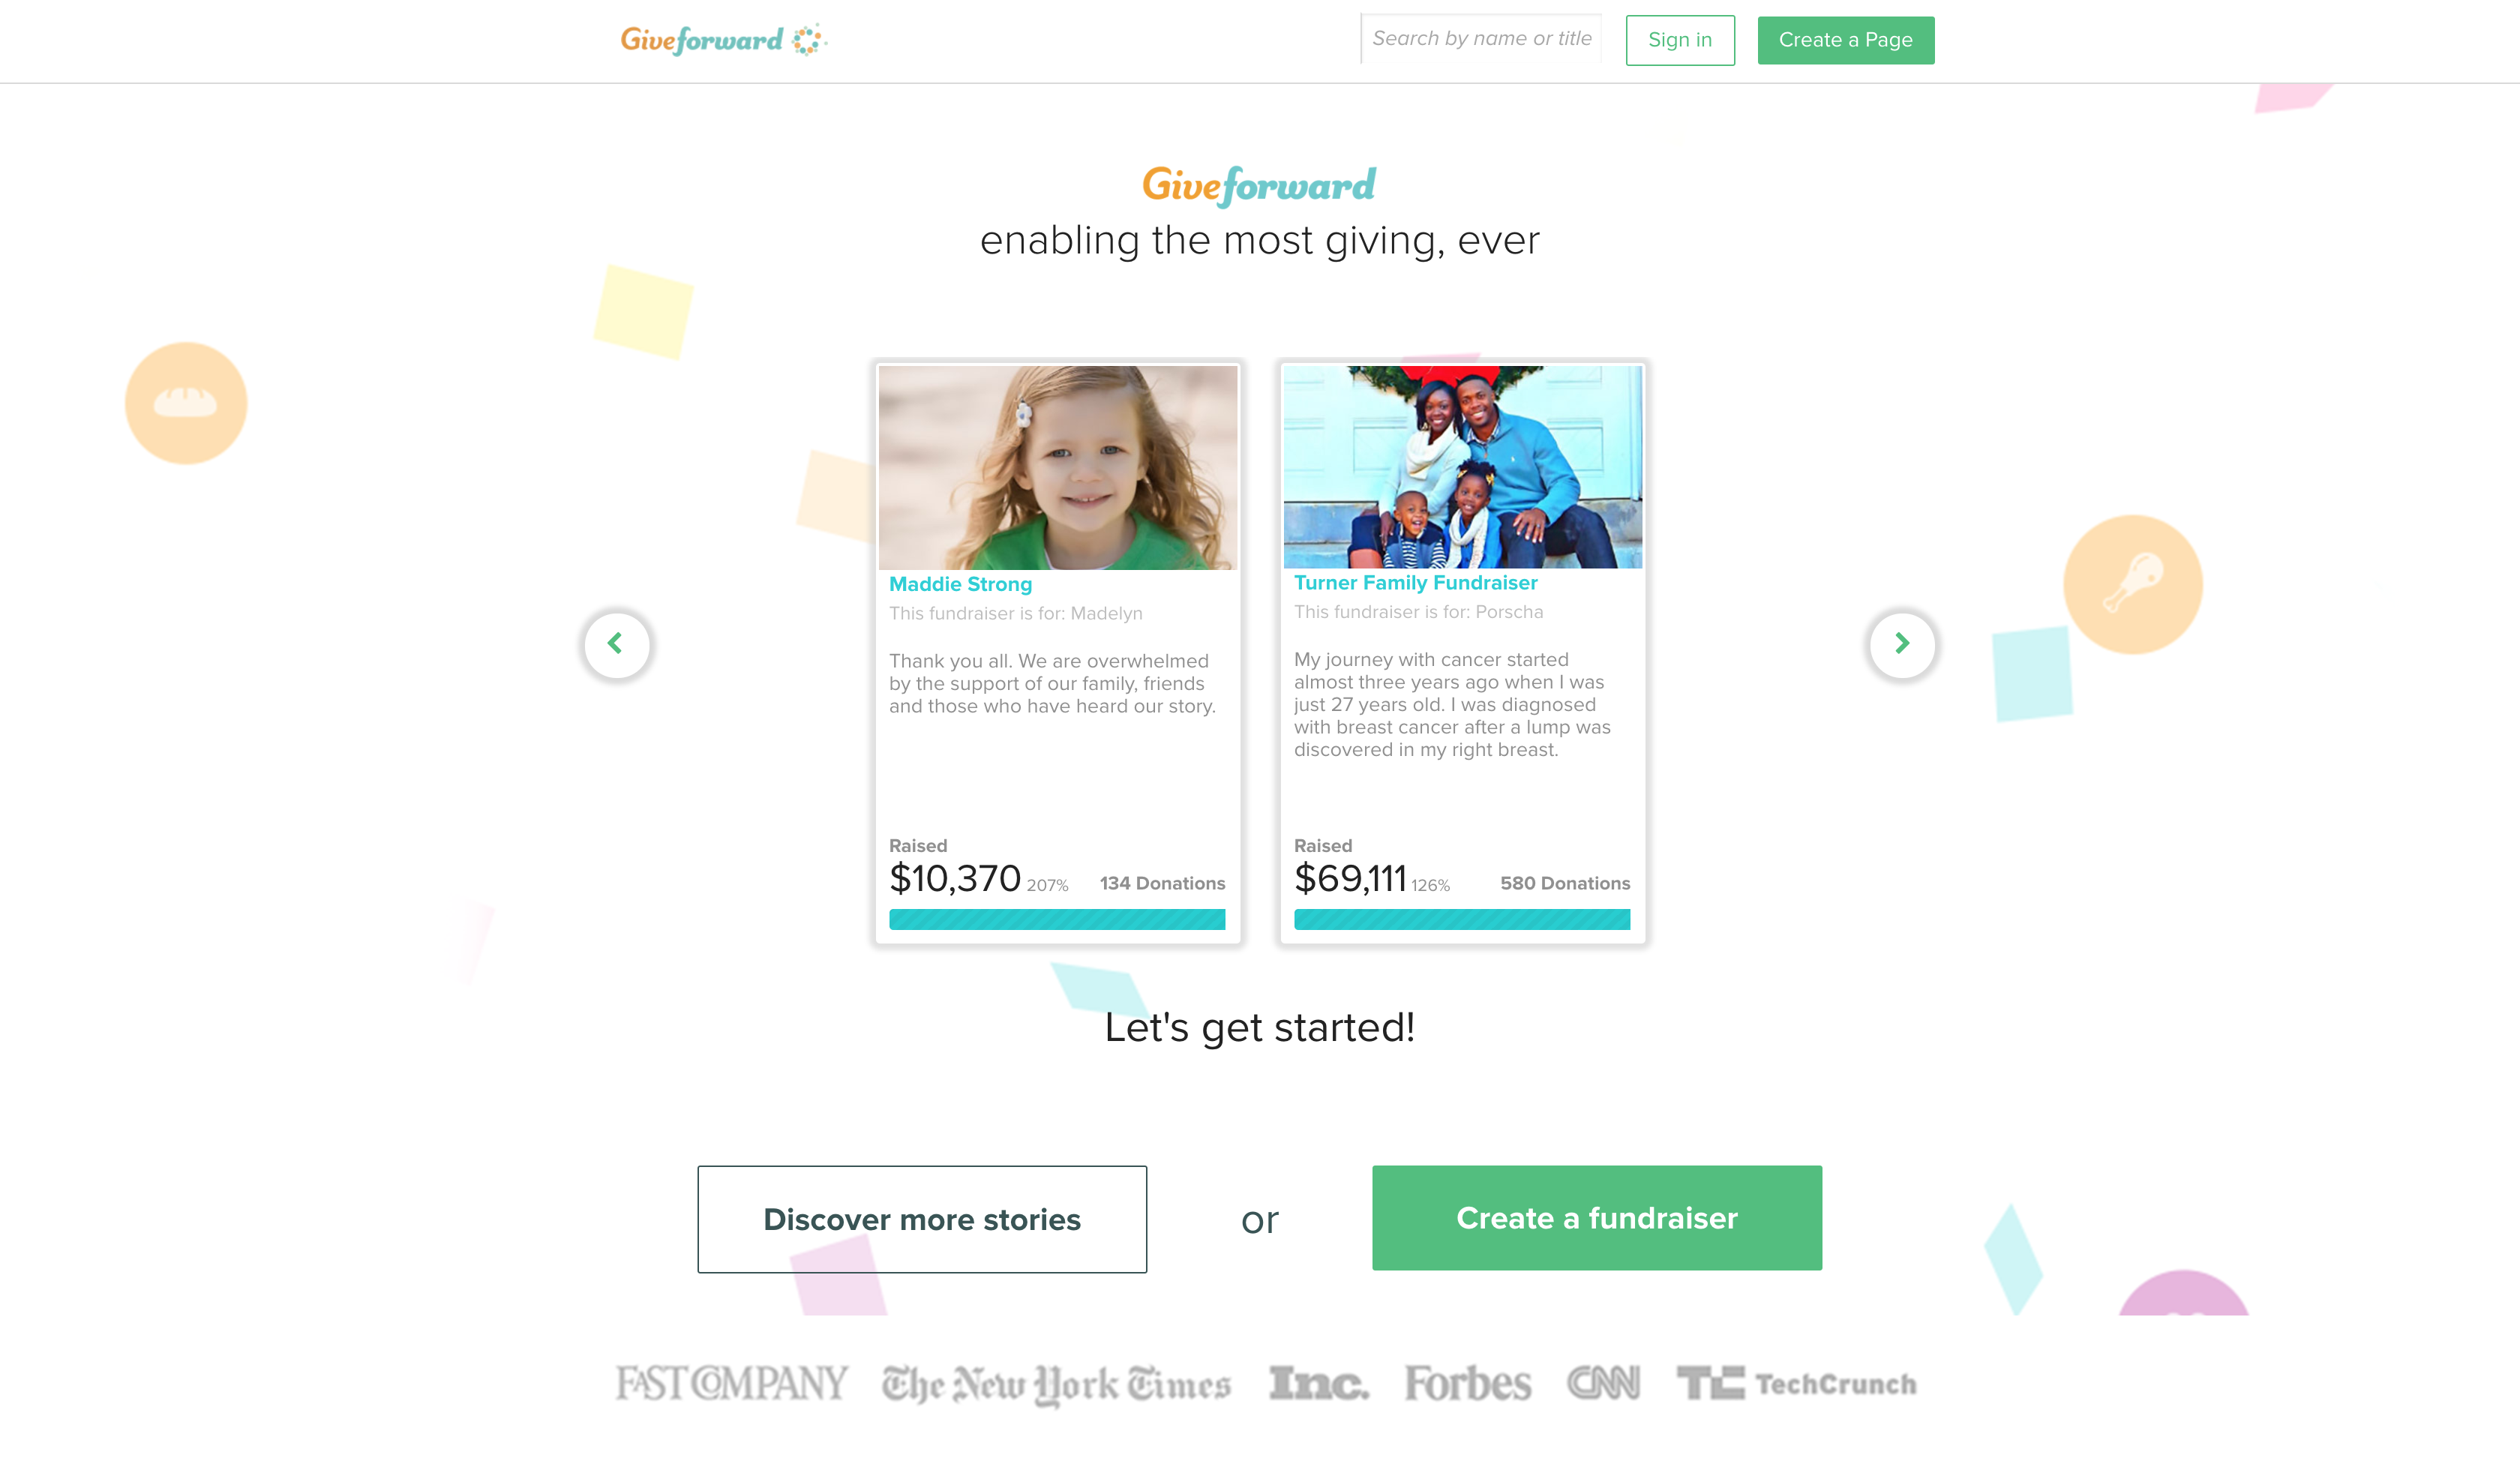 Giveforward
Search by name or title
Sign in
Create a Page
Giveforward
enabling the most giving, ever
Maddie Strong
This fundraiser is for: Madelyn
Thank you all. We are overwhelmed
by the support of our family, friends
and those who have heard our story.
Raised
$10,370 207% 134 Donations
Turner Family Fundraiser
This fundraiser is for: Porscha
My journey with cancer started
almost three years ago when I was
just 27 years old. I was diagnosed
with breast cancer after a lump was
discovered in my right breast.
Raised
$69,111 126% 580 Donations
Let's get started!
Discover more stories
or
Create a fundraiser
FAST COMPANY
The New York Times
Inc.
Forbes
CNN
TC TechCrunch